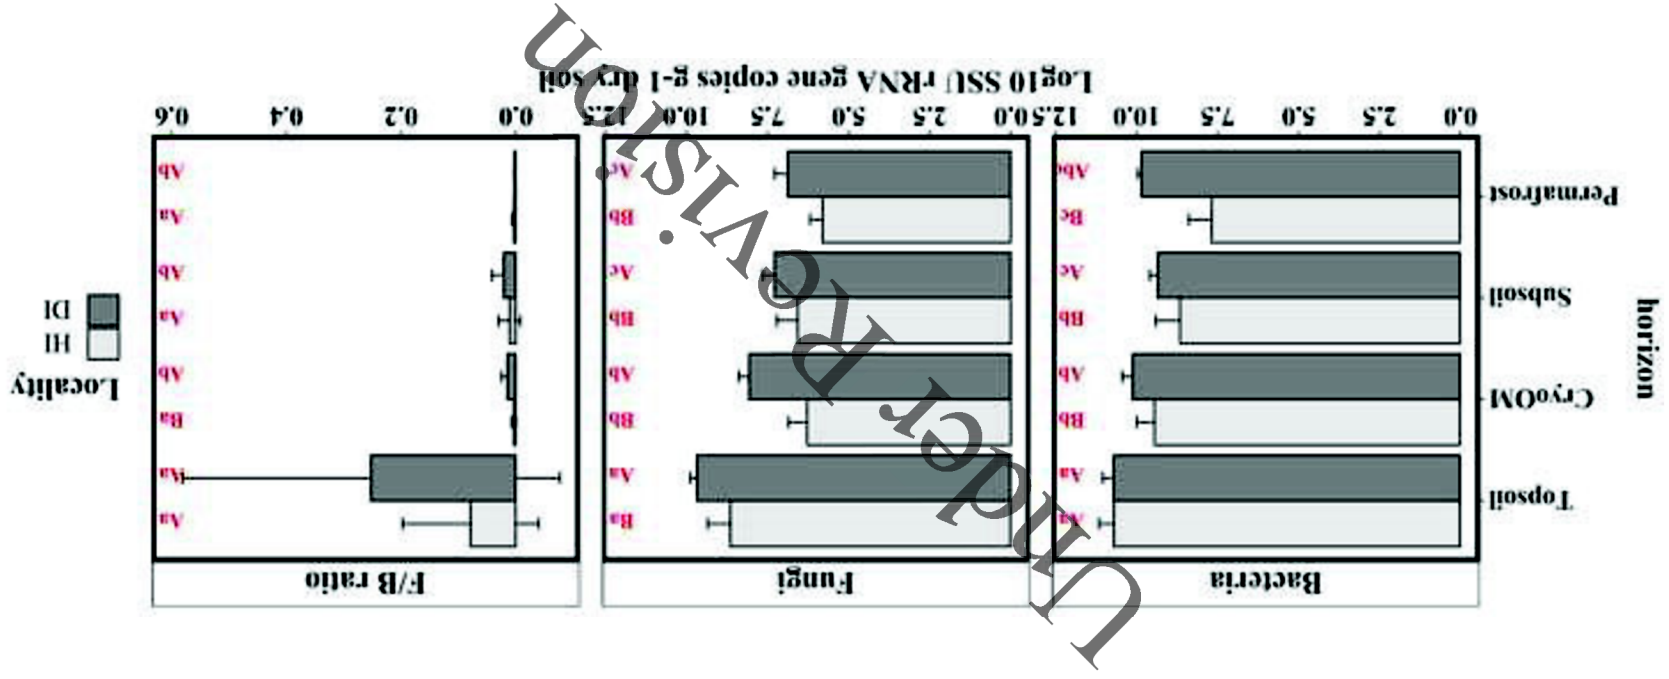 Bacteria
Fungi
F/B ratio
horizon
Topsoil
CryoOM
Subsoil
Permafrost
Aa
Aa
Bb
Ab
Bb
Ac
Bc
Abc
Ba
Aa
Bb
Ab
Bb
Ac
Bb
Ac
Aa
Aa
Ba
Ab
Aa
Ab
Aa
Ab
0.0 2.5 5.0 7.5 10.0 12.5
0.0 2.5 5.0 7.5 10.0 12.5
0.0 0.2 0.4 0.6
Log10 SSU rRNA gene copies g-1 dry soil
Locality
HI
DI
Under Revision